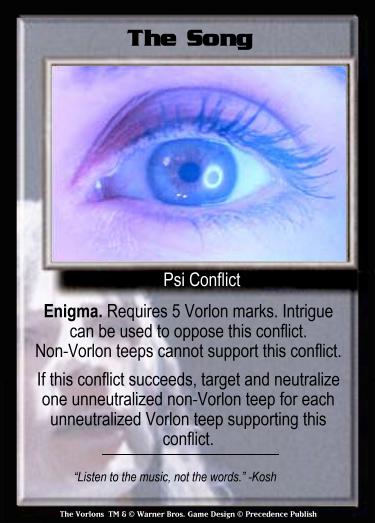 The Song
Psi Conflict
Enigma. Requires 5 Vorlon marks. Intrigue
can be used to oppose this conflict.
Non-Vorlon teeps cannot support this conflict.
If this conflict succeeds, target and neutralize
one unneutralized non-Vorlon teep for each
unneutralized Vorlon teep supporting this
conflict.
“Listen to the music, not the words.” -Kosh
The Vorlons TM & © Warner Bros. Game Design © Precedence Publish